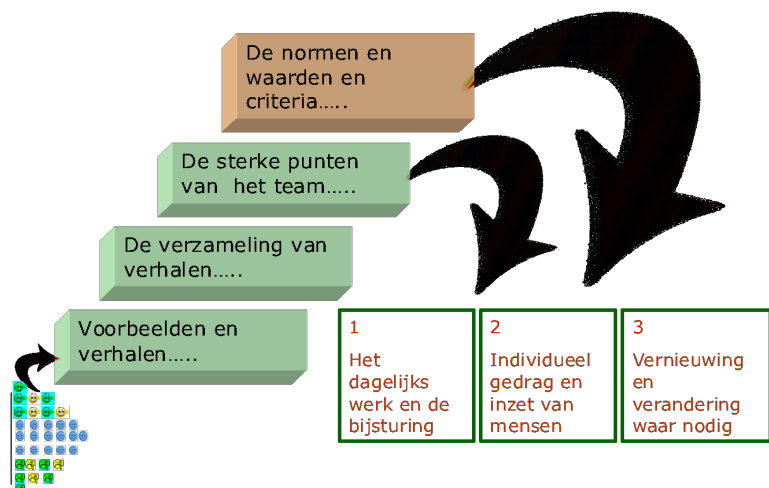 De normen en
waarden en
criteria…..
De sterke punten
van het team…..
De verzameling van
verhalen…..
Voorbeelden en
verhalen…..
1
Het
dagelijks
werk en de
bijsturing
2
Individueel
gedrag en
inzet van
mensen
3
Vernieuwing
en
verandering
waar nodig